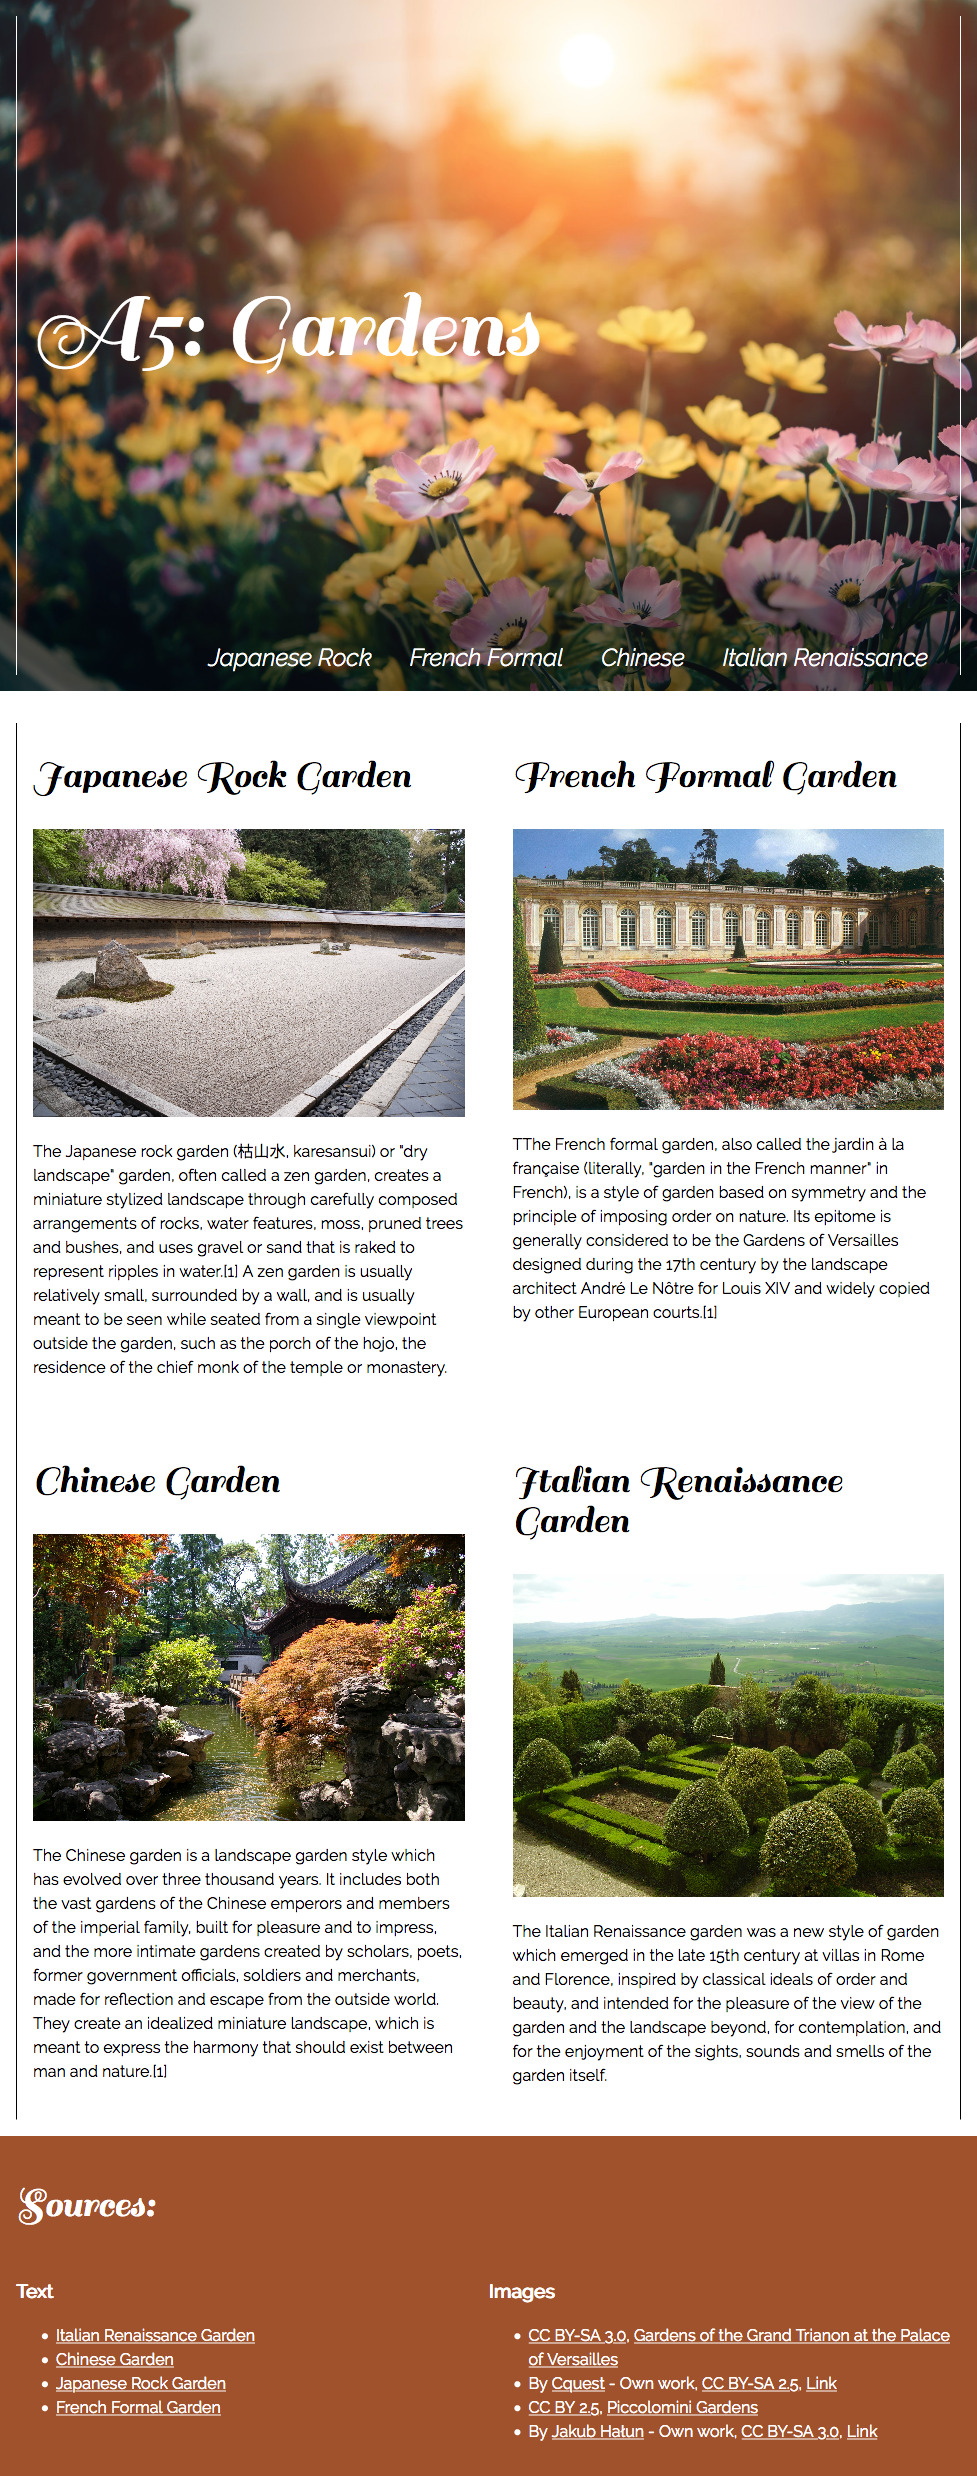 A5: Gardens
Japanese Rock French Formal Chinese Italian Renaissance
Japanese Rock Garden
The Japanese rock garden (枯山水, karesansui) or "dry
landscape" garden, often called a zen garden, creates a
miniature stylized landscape through carefully composed
arrangements of rocks, water features, moss, pruned trees
and bushes, and uses gravel or sand that is raked to
represent ripples in water.[1] A zen garden is usually
relatively small, surrounded by a wall, and is usually
meant to be seen while seated from a single viewpoint
outside the garden, such as the porch of the hojo, the
residence of the chief monk of the temple or monastery.
French Formal Garden
TThe French formal garden, also called the jardin à la
française (literally, "garden in the French manner" in
French), is a style of garden based on symmetry and the
principle of imposing order on nature. Its epitome is
generally considered to be the Gardens of Versailles
designed during the 17th century by the landscape
architect André Le Nôtre for Louis XIV and widely copied
by other European courts.[1]
Chinese Garden
The Chinese garden is a landscape garden style which
has evolved over three thousand years. It includes both
the vast gardens of the Chinese emperors and members
of the imperial family, built for pleasure and to impress,
and the more intimate gardens created by scholars, poets,
former government officials, soldiers and merchants,
made for reflection and escape from the outside world.
They create an idealized miniature landscape, which is
meant to express the harmony that should exist between
man and nature.[1]
Italian Renaissance
Garden
The Italian Renaissance garden was a new style of garden
which emerged in the late 15th century at villas in Rome
and Florence, inspired by classical ideals of order and
beauty, and intended for the pleasure of the view of the
garden and the landscape beyond, for contemplation, and
for the enjoyment of the sights, sounds and smells of the
garden itself.
Sources:
Text
Italian Renaissance Garden
Chinese Garden
Japanese Rock Garden
French Formal Garden
Images
CC BY-SA 3.0, Gardens of the Grand Trianon at the Palace
of Versailles
By Cquest - Own work, CC BY-SA 2.5, Link
CC BY 2.5, Piccolomini Gardens
By Jakub Hałun - Own work, CC BY-SA 3.0, Link